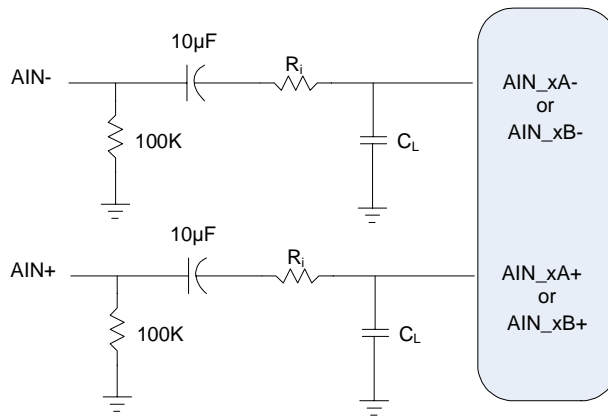 10µF
Ri
AIN-
AIN_xA-
or
AIN_xB-
100K
CL
10µF
Ri
AIN+
AIN_xA+
or
AIN_xB+
100K
CL